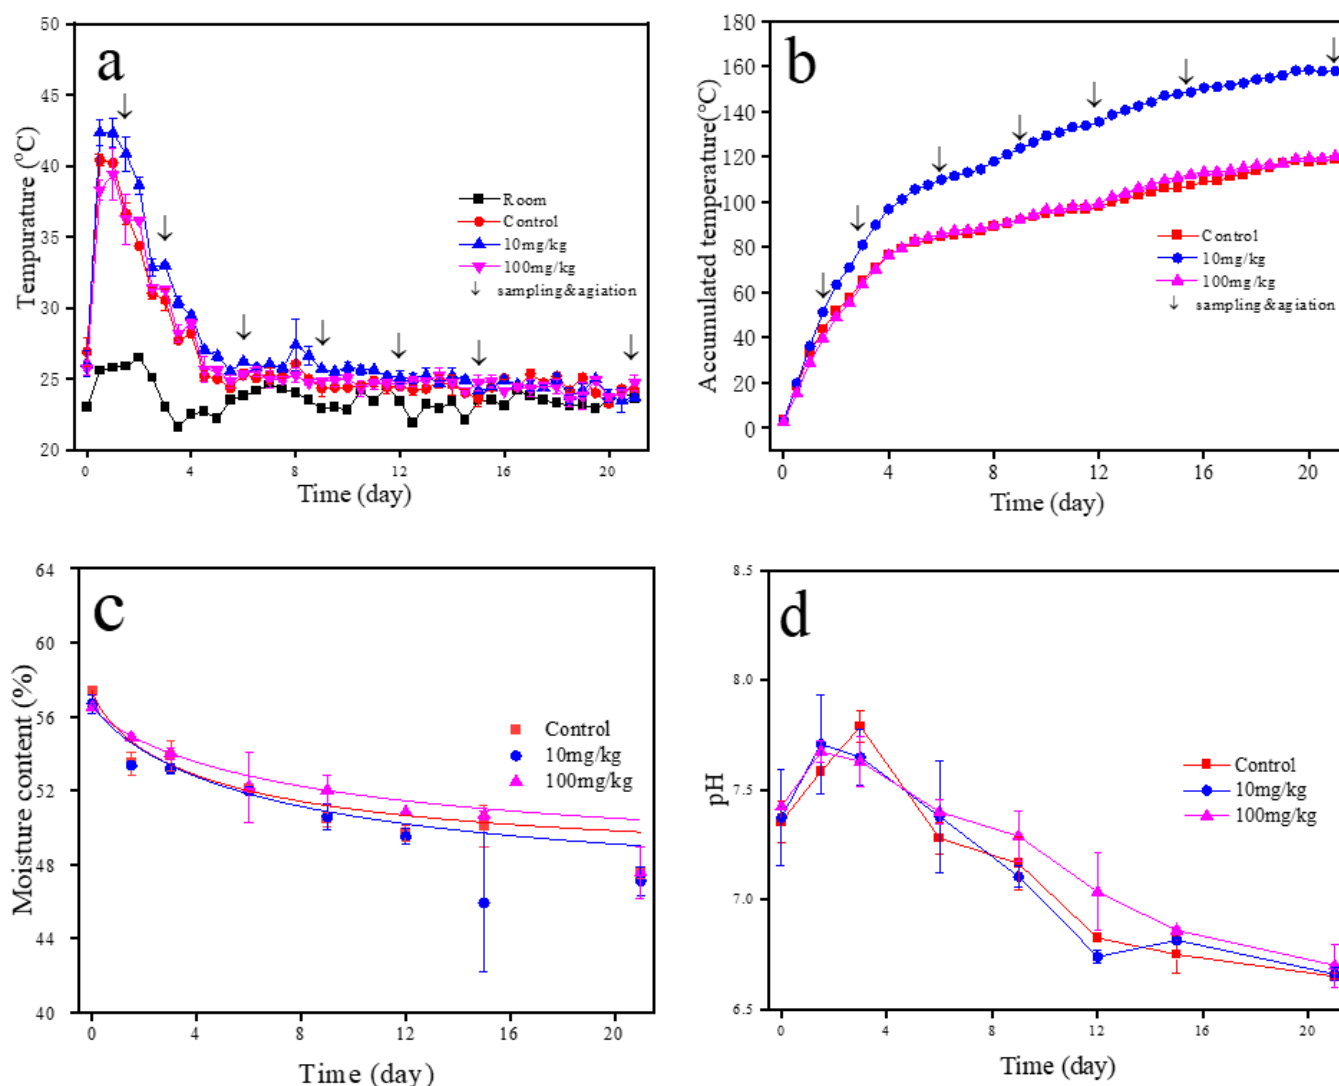 a
50
45
40
35
30
25
20
Tempurature (°C)
Room
Control
10mg/kg
100mg/kg
sampling&agiation
0
4
8
12
16
20
Time (day)
b
180
160
140
120
100
80
60
40
20
0
Accumulated temperature(°C)
Control
10mg/kg
100mg/kg
sampling&agiation
0
4
8
12
16
20
Time (day)
c
64
60
56
52
48
44
40
Moisture content (%)
Control
10mg/kg
100mg/kg
0
4
8
12
16
20
Time (day)
d
8.5
8.0
7.5
7.0
6.5
pH
Control
10mg/kg
100mg/kg
0
4
8
12
16
20
Time (day)